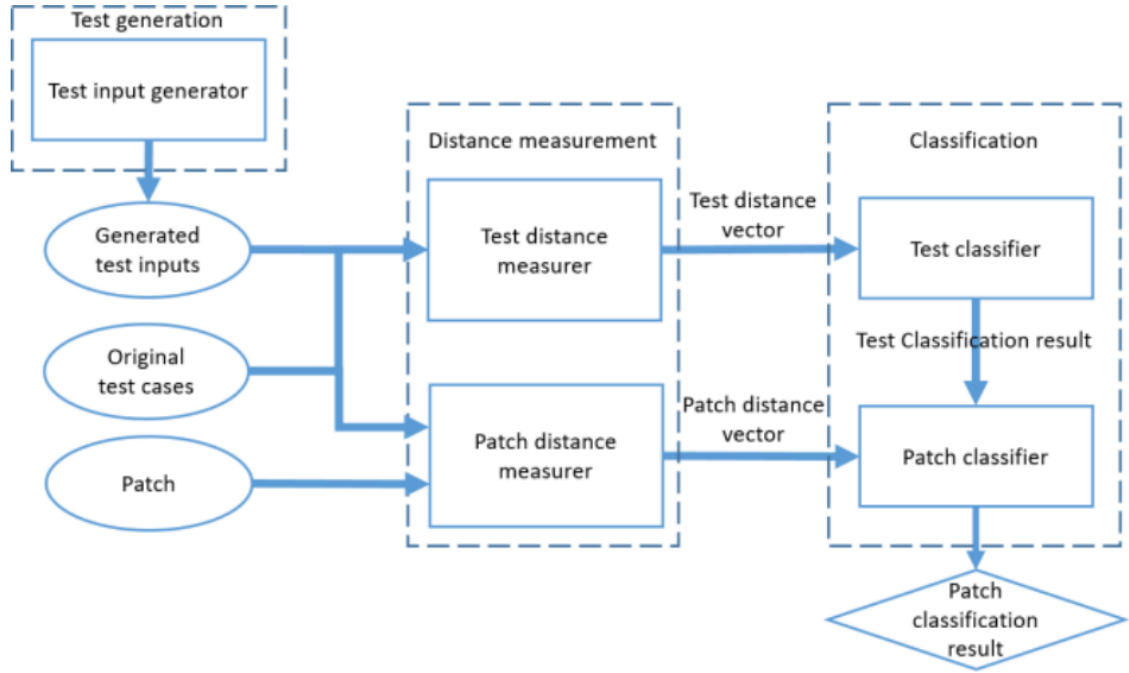 Test generation
Test input generator
Generated
test inputs
Original
test cases
Patch
Distance measurement
Test distance
measurer
Patch distance
measurer
Test distance
vector
Patch distance
vector
Classification
Test classifier
Test Classification result
Patch classifier
Patch
classification
result